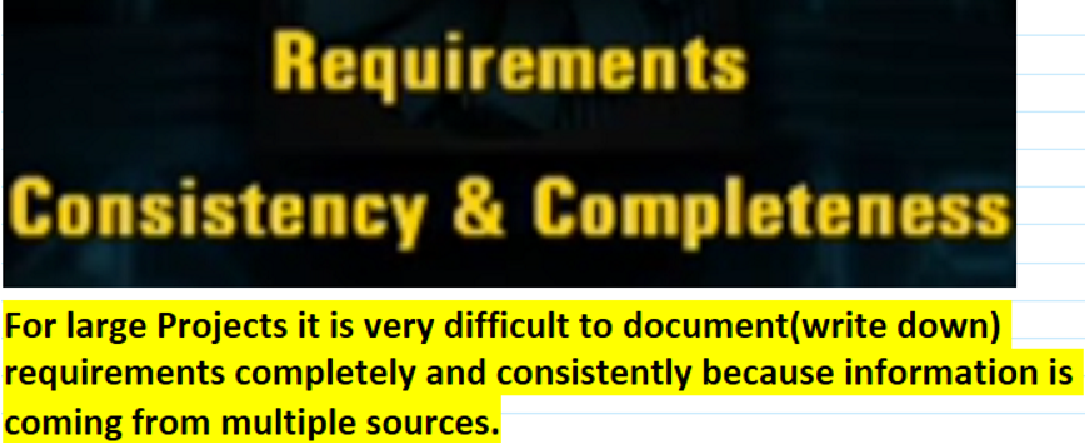 Requirements
Consistency & Completeness
For large Projects it is very difficult to document(write down)
requirements completely and consistently because information is
coming from multiple sources.